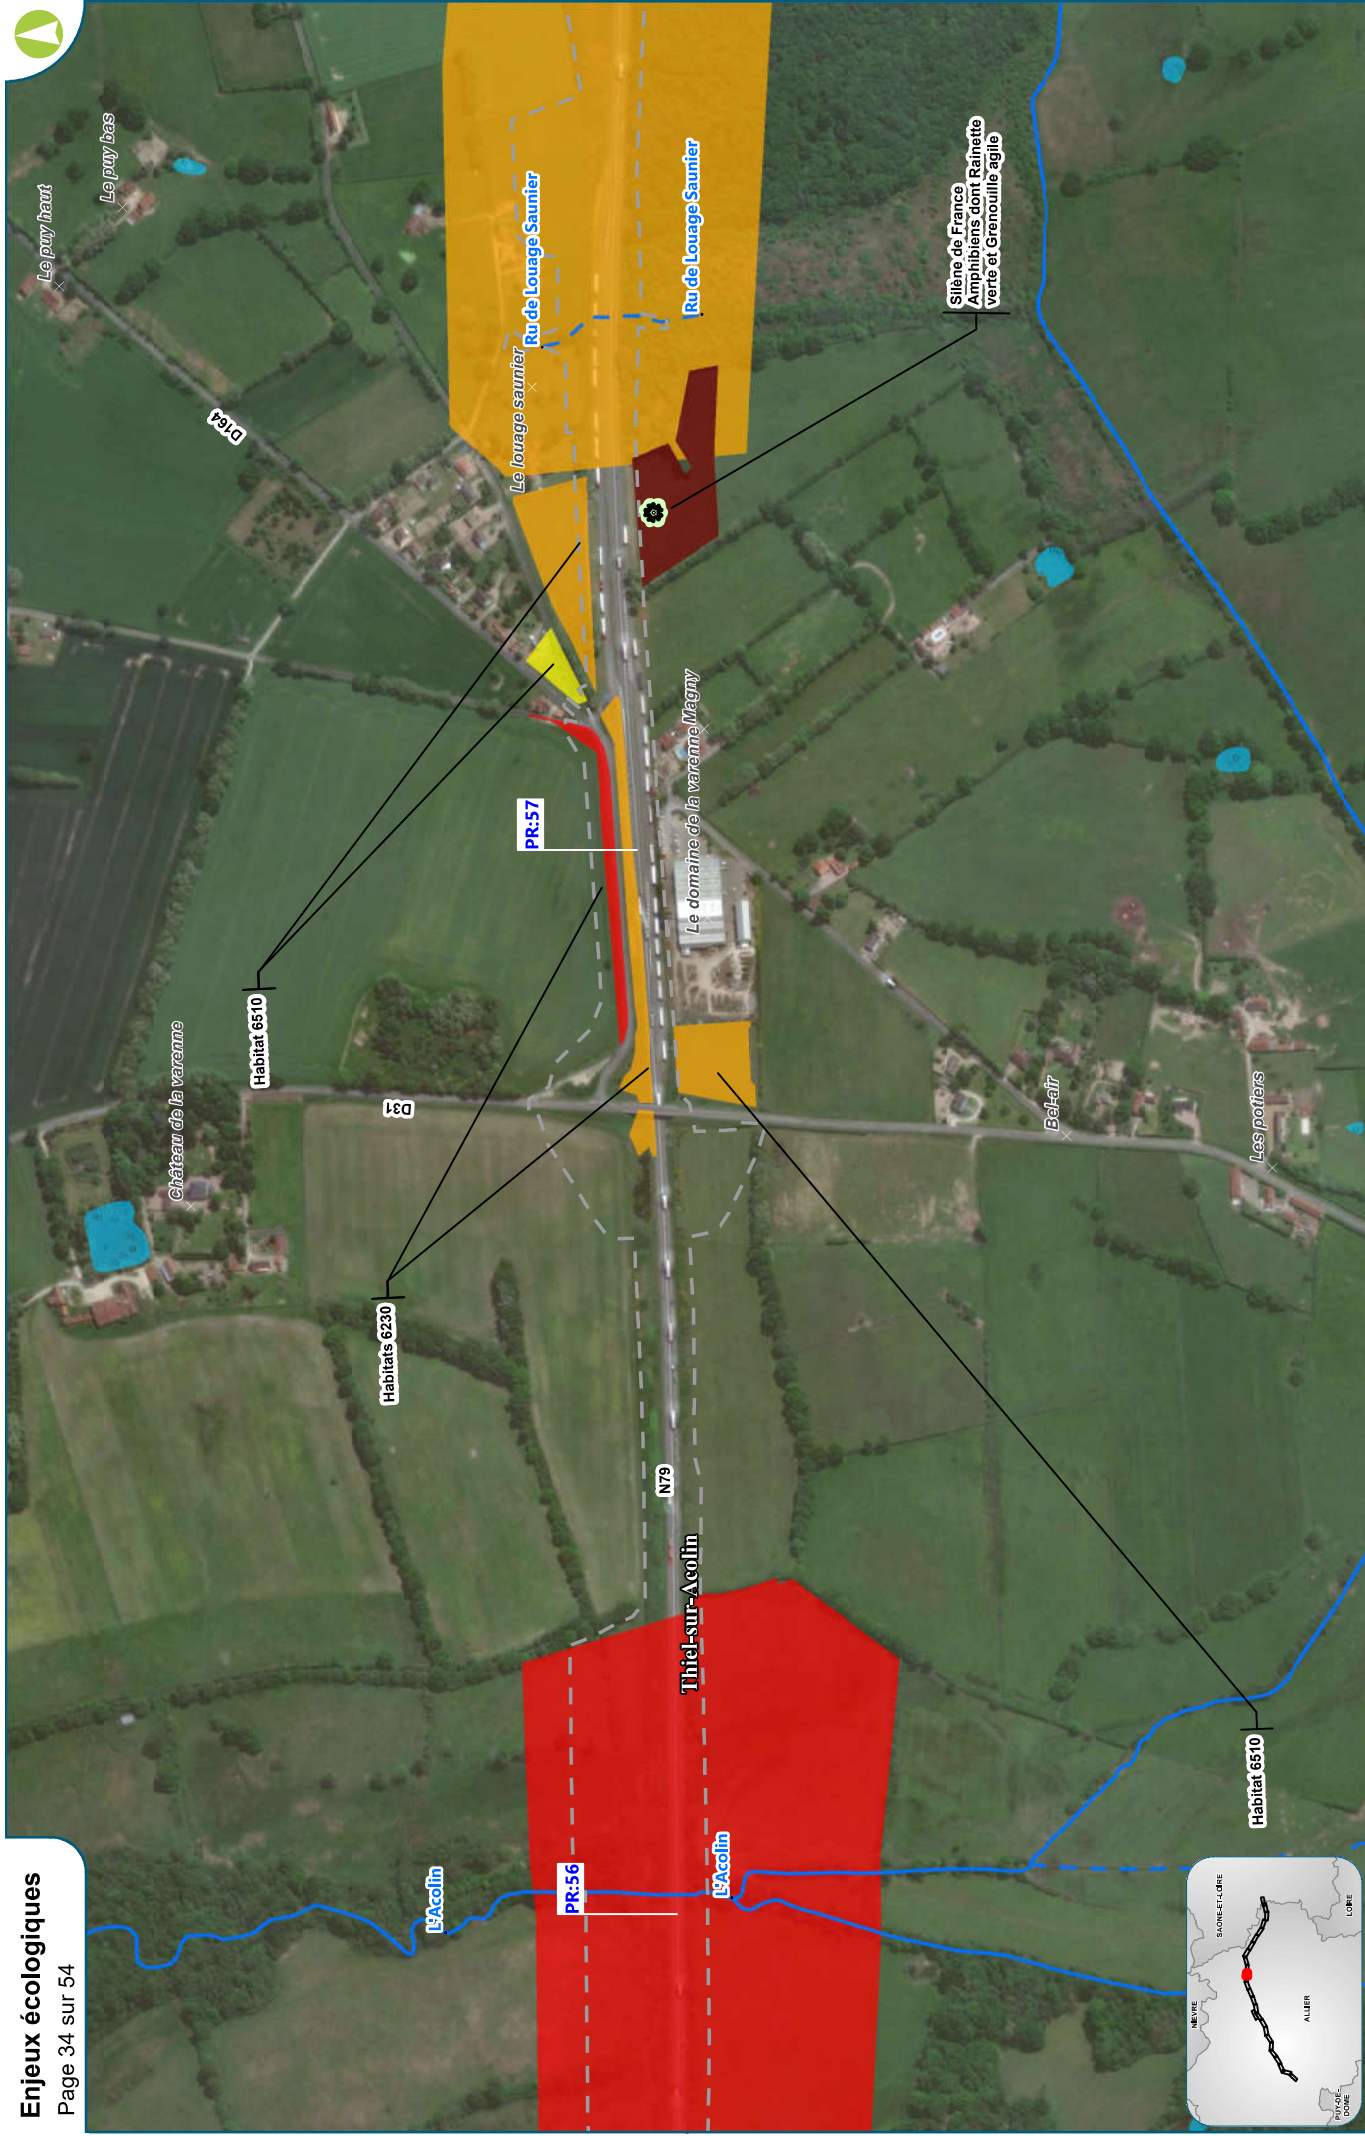 Enjeux écologiques
Page 34 sur 54
Le puy haut
Le puy bas
D164
Ru de Louage Saunier
Ru de Louage Saunier
Le louage saunier
Silène de France
Amphibiens dont Rainette
verte et Grenouille agile
Habitat 6510
Château de la varenne
D31
PR:57
Le domaine de la varenne Magny
Habitats 6230
Bel-air
Les potiers
N79
Thiel-sur-Acolin
L'Acolin
PR:56
L'Acolin
Habitat 6510
NIEVRE
SAONE-ET-LOIRE
ALLIER
LOIRE
PUY-DE-
DOME